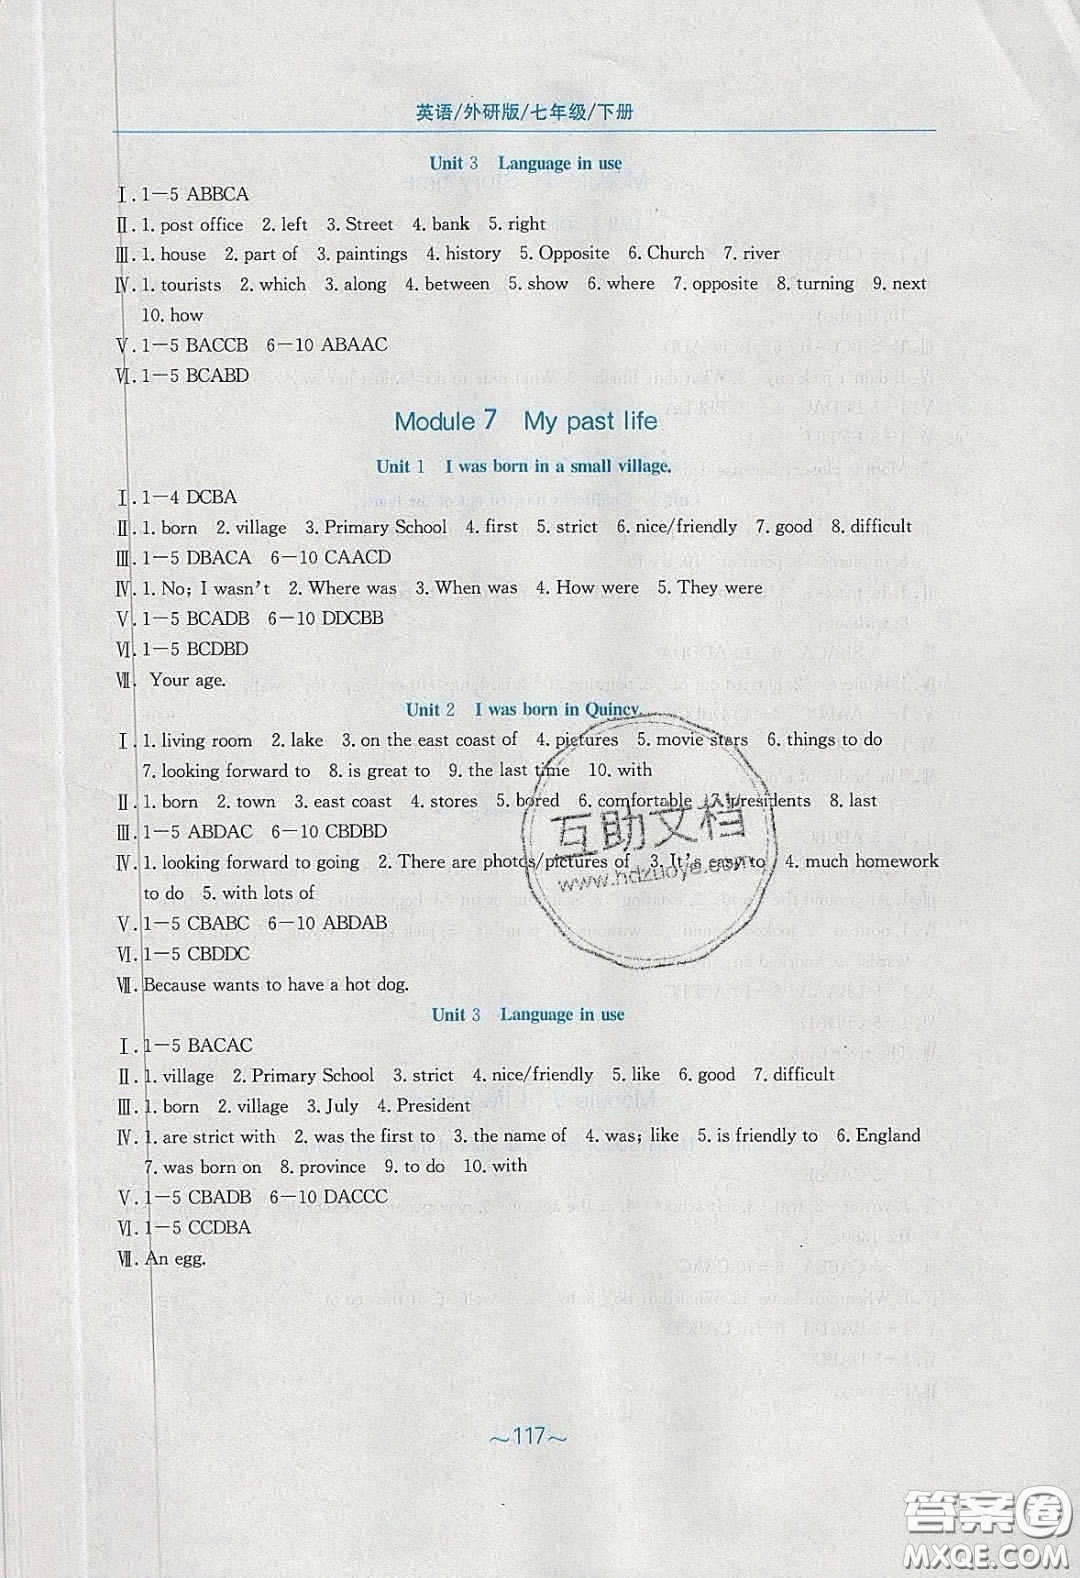 英语/外研版/七年级/下册
Unit 3 Language in use
Ⅰ. 1—5 ABBCA
Ⅱ. 1. post office 2. left 3. Street 4. bank 5. right
Ⅲ. 1. house 2. part of 3. paintings 4. history 5. Opposite 6. Church 7. river
Ⅳ. 1. tourists 2. which 3. along 4. between 5. show 6. where 7. opposite 8. turning 9. next
10. how
Ⅴ. 1—5 BACCB 6—10 ABAAC
Ⅵ. 1—5 BCABD
Module 7 My past life
Unit 1 I was born in a small village.
Ⅰ. 1—4 DCBA
Ⅱ. 1. born 2. village 3. Primary School 4. first 5. strict 6. nice/friendly 7. good 8. difficult
Ⅲ. 1—5 DBACA 6—10 CAACD
Ⅳ. 1. No; I wasn't 2. Where was 3. When was 4. How were 5. They were
Ⅴ. 1—5 BCADB 6—10 DDCBB
Ⅵ. 1—5 BCDBD
Ⅶ. Your age.
Unit 2 I was born in Quincy.
Ⅰ. 1. living room 2. lake 3. on the east coast of 4. pictures 5. movie stars 6. things to do
7. looking forward to 8. is great to 9. the last time 10. with
Ⅱ. 1. born 2. town 3. east coast 4. stores 5. bored 6. comfortable 7. presidents 8. last
Ⅲ. 1—5 ABDAC 6—10 CBDBD
Ⅳ. 1. looking forward to going 2. There are photos/pictures of 3. It's easy to 4. much homework
to do 5. with lots of
Ⅴ. 1—5 CBABC 6—10 ABDAB
Ⅵ. 1—5 CBDDC
Ⅶ. Because wants to have a hot dog.
Unit 3 Language in use
Ⅰ. 1—5 BACAC
Ⅱ. 1. village 2. Primary School 3. strict 4. nice/friendly 5. like 6. good 7. difficult
Ⅲ. 1. born 2. village 3. July 4. President
Ⅳ. 1. are strict with 2. was the first to 3. the name of 4. was; like 5. is friendly to 6. England
7. was born on 8. province 9. to do 10. with
Ⅴ. 1—5 CBADB 6—10 DACCC
Ⅵ. 1—5 CCDBA
Ⅶ. An egg.
～117～
互助文档
www.hdzuoye.com
答案圈
MXQE.COM